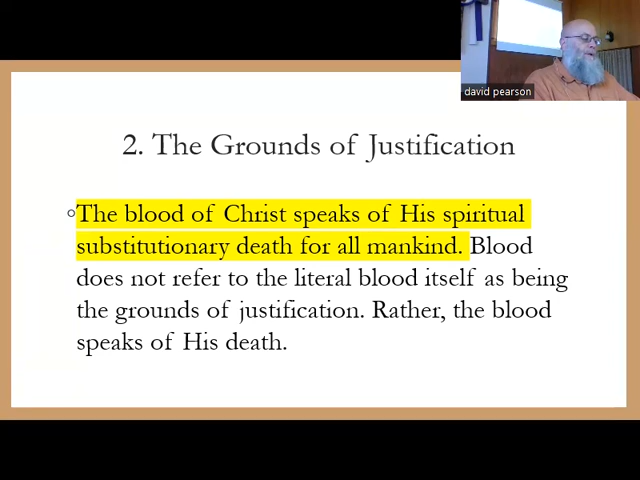 david pearson
2. The Grounds of Justification
The blood of Christ speaks of His spiritual
substitutionary death for all mankind. Blood
does not refer to the literal blood itself as being
the grounds of justification. Rather, the blood
speaks of His death.